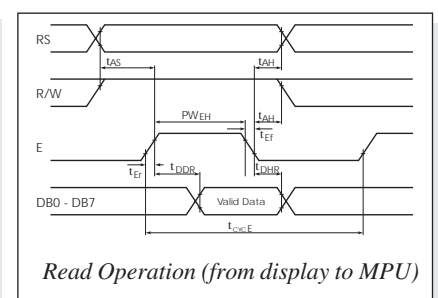 RS
tAS
tAH
R/W
PWEH
tAH
tEf
E
tEr
tDDR
tDHR
DB0 - DB7
Valid Data
tCYCE
Read Operation (from display to MPU)